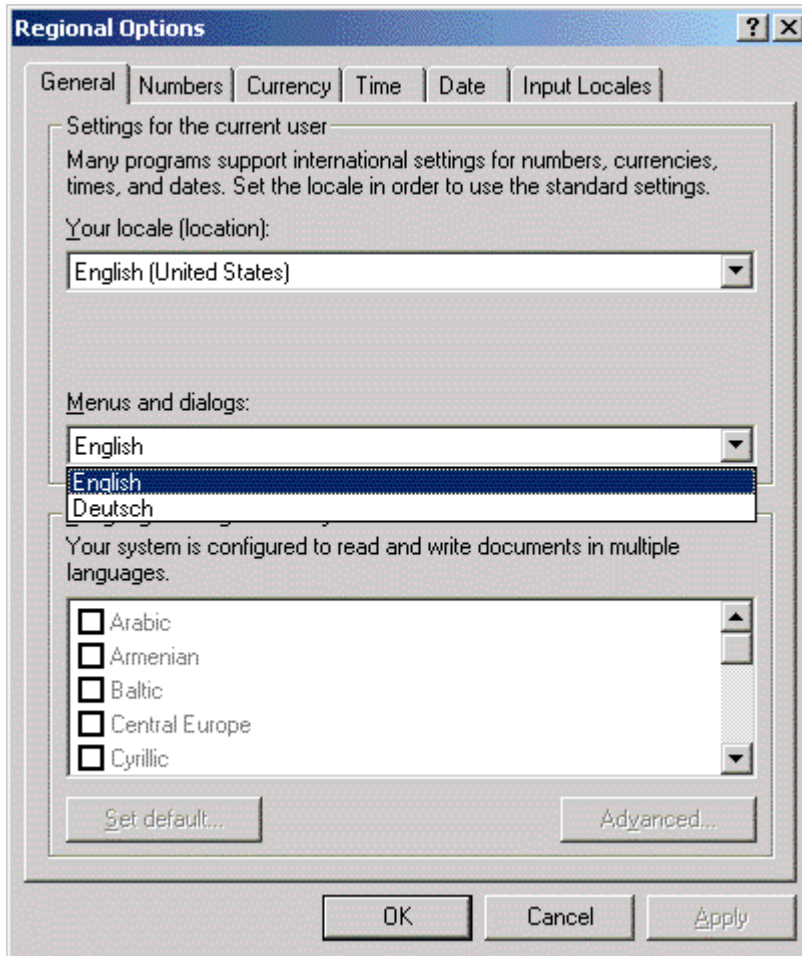 Regional Options
General Numbers Currency Time Date Input Locales
Settings for the current user
Many programs support international settings for numbers, currencies,
times, and dates. Set the locale in order to use the standard settings.
Your locale (location):
English (United States)
Menus and dialogs:
English
English
Deutsch
Your system is configured to read and write documents in multiple
languages.
Arabic
Armenian
Baltic
Central Europe
Cyrillic
Set default... Advanced...
OK Cancel Apply